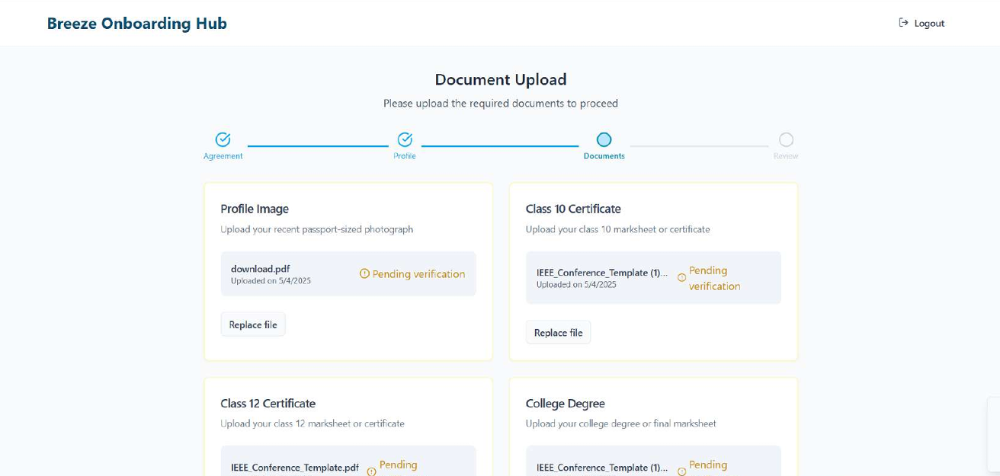 Breeze Onboarding Hub
Logout
Document Upload
Please upload the required documents to proceed
Agreement
Profile
Documents
Review
Profile Image
Upload your recent passport-sized photograph
download.pdf
Uploaded on 5/4/2025
Pending verification
Replace file
Class 10 Certificate
Upload your class 10 marksheet or certificate
IEEE_Conference_Template (1)...
Uploaded on 5/4/2025
Pending
verification
Replace file
Class 12 Certificate
Upload your class 12 marksheet or certificate
IEEE_Conference_Template.pdf
Pending
College Degree
Upload your college degree or final marksheet
IEEE_Conference_Template (1)...
Pending